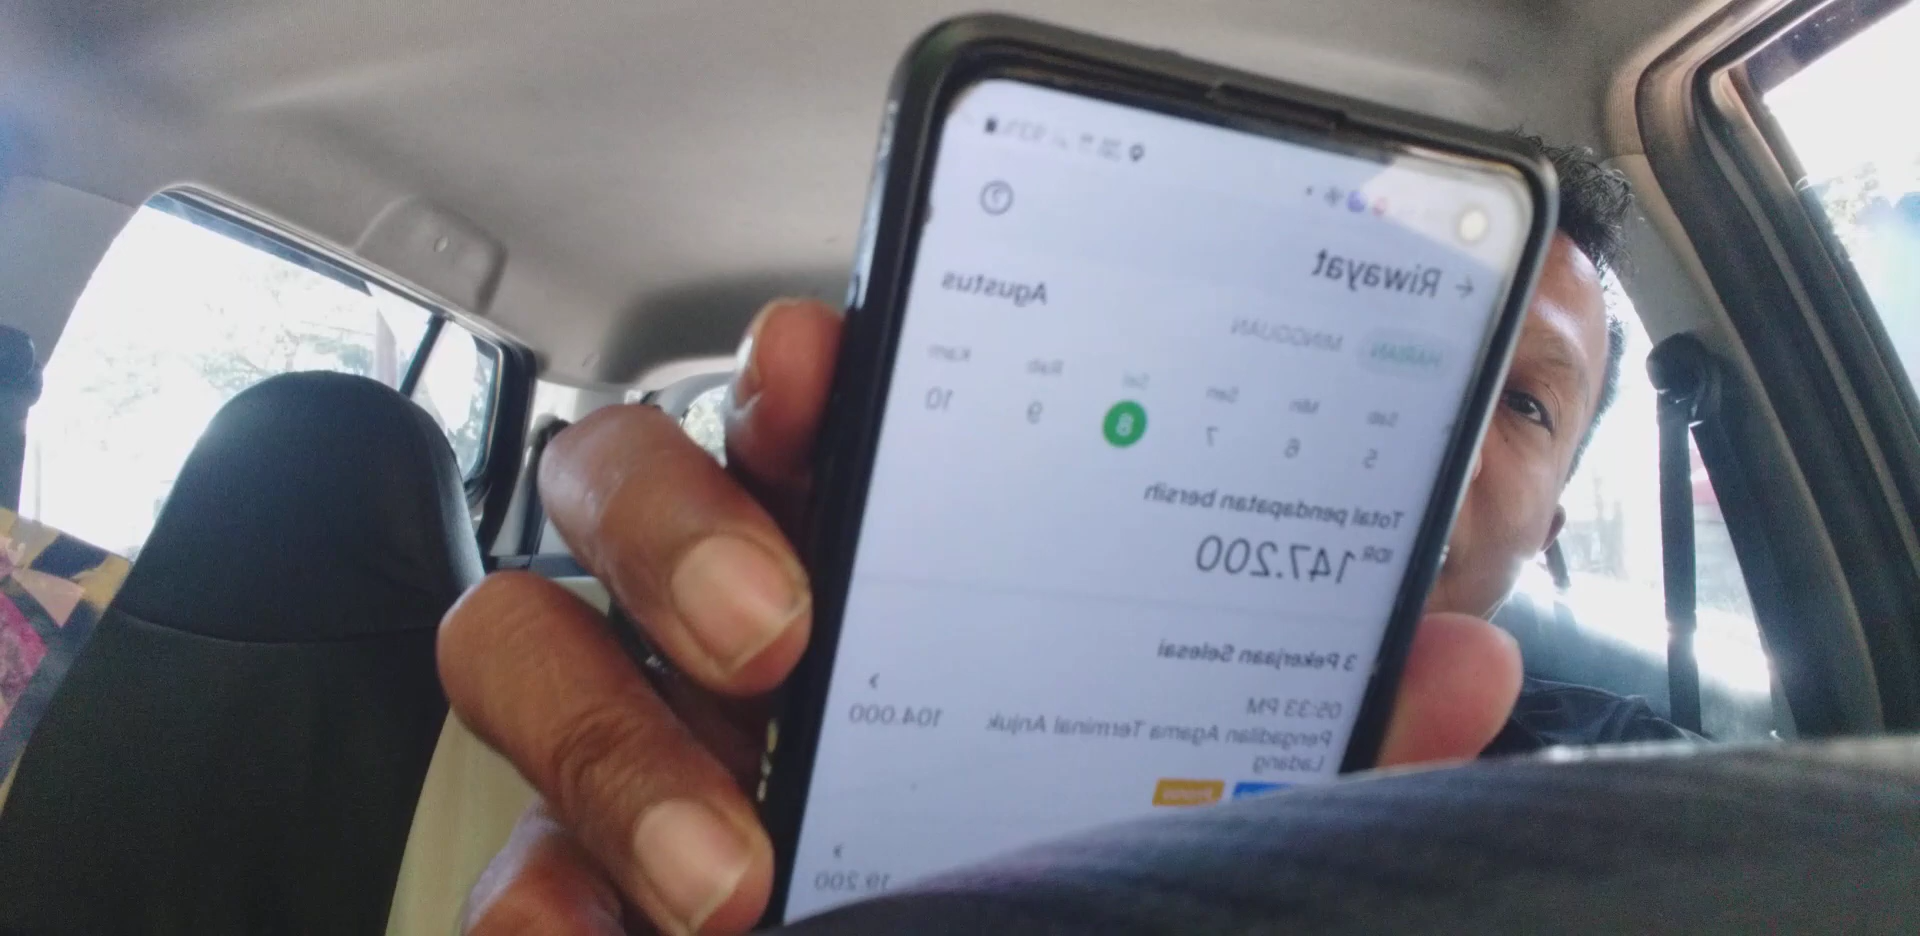 ← Riwayat
Agustus
HARIAN MINGGUAN
Sab Min Sen Sel Rab Kam
5 6 7 8 9 10
Total pendapatan bersih
IDR 147.200
3 Pekerjaan Selesai
05:33 PM
Pengadilan Agama Terminal Anjuk
Ladang
104.000
Promo
19.200